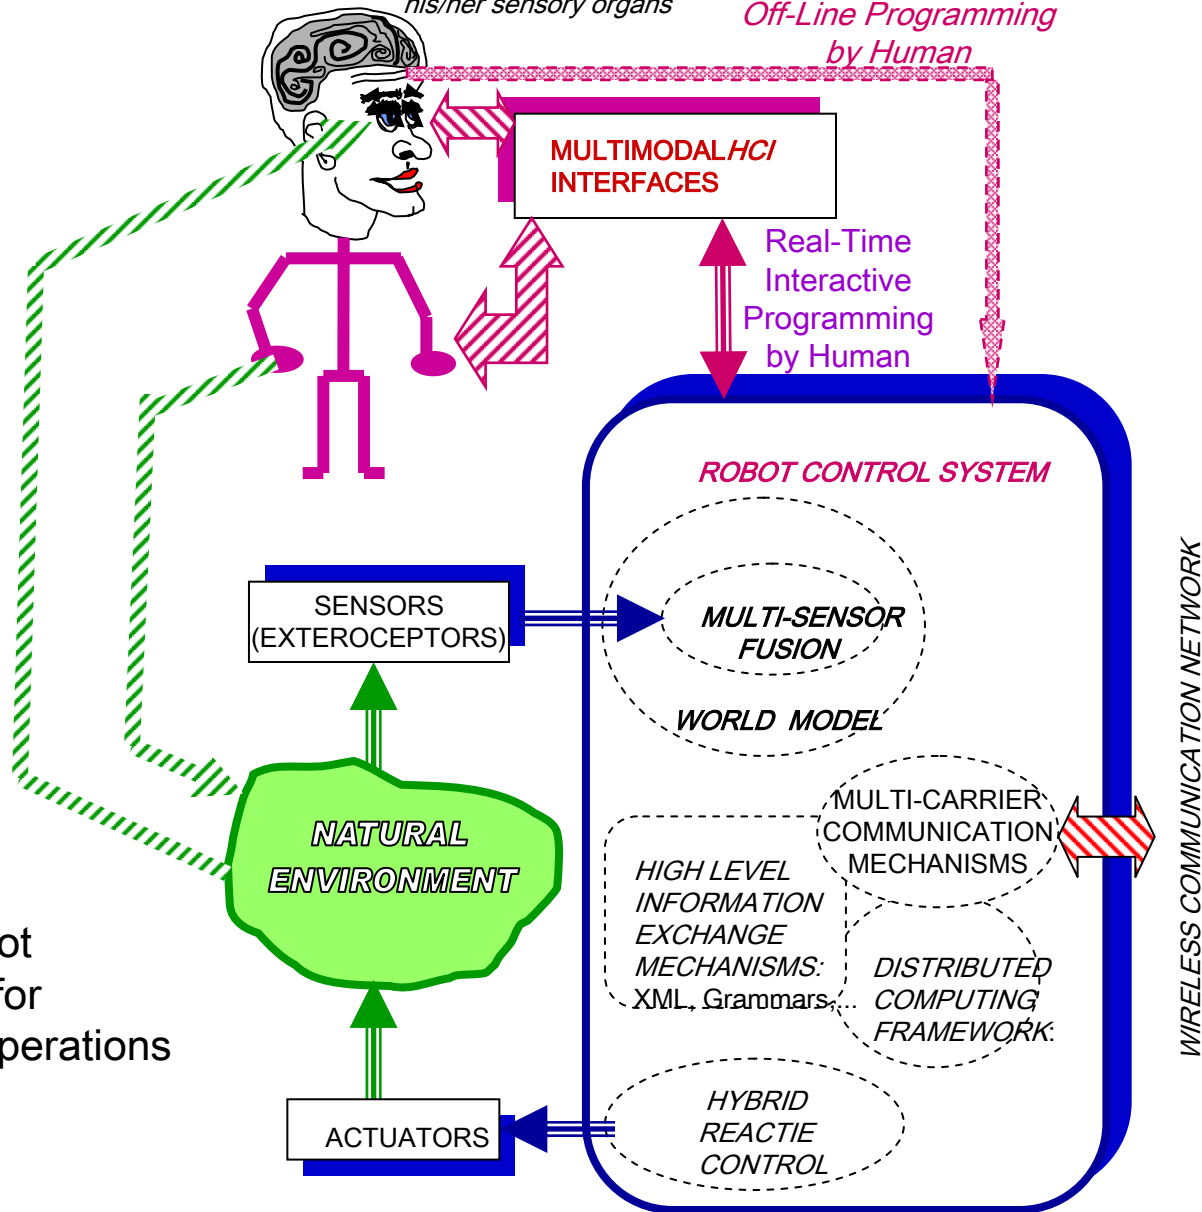 his/her sensory organs
Off-Line Programming
by Human
MULTIMODAL HCI
INTERFACES
Real-Time
Interactive
Programming
by Human
ROBOT CONTROL SYSTEM
SENSORS
(EXTEROCEPTORS)
MULTI-SENSOR
FUSION
WORLD MODEL
MULTI-CARRIER
COMMUNICATION
MECHANISMS
WIRELESS COMMUNICATION NETWORK
NATURAL
ENVIRONMENT
HIGH LEVEL
INFORMATION
EXCHANGE
MECHANISMS:
XML, Grammars,...
DISTRIBUTED
COMPUTING
FRAMEWORK:
ot
for
perations
ACTUATORS
HYBRID
REACTIE
CONTROL